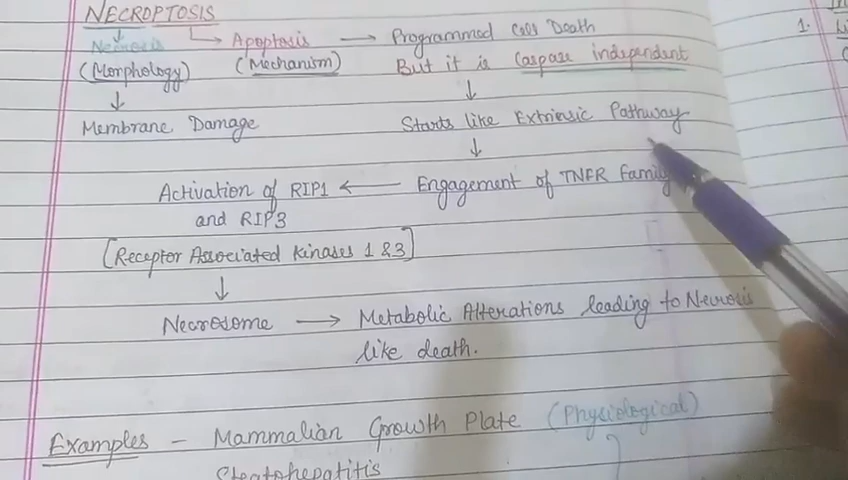 NECROPTOSIS
Necrosis → Apoptosis → Programmed Cell Death
(Morphology) (Mechanism) But it is Caspase independent
Membrane Damage Starts like Extrinsic Pathway
Activation of RIP1 ← Engagement of TNFR Family
and RIP3
[Receptor Associated Kinases 1 & 3]
Necrosome → Metabolic Alterations leading to Necrosis
like death.
Examples - Mammalian Growth Plate (Physiological)
Steatohepatitis
1.